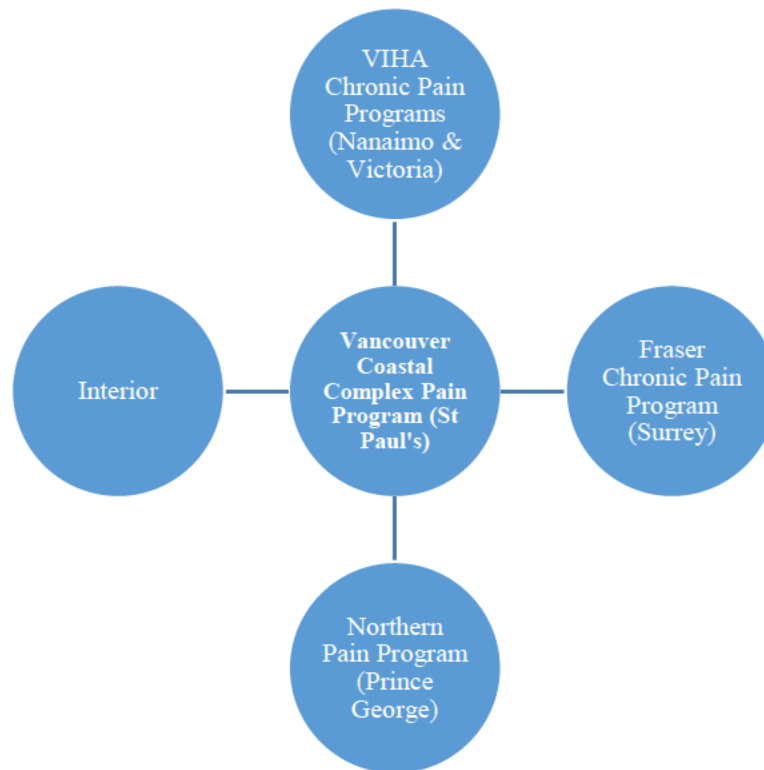 VIHA
Chronic Pain
Programs
(Nanaimo &
Victoria)
Interior
Vancouver
Coastal
Complex Pain
Program (St
Paul's)
Fraser
Chronic Pain
Program
(Surrey)
Northern
Pain Program
(Prince
George)